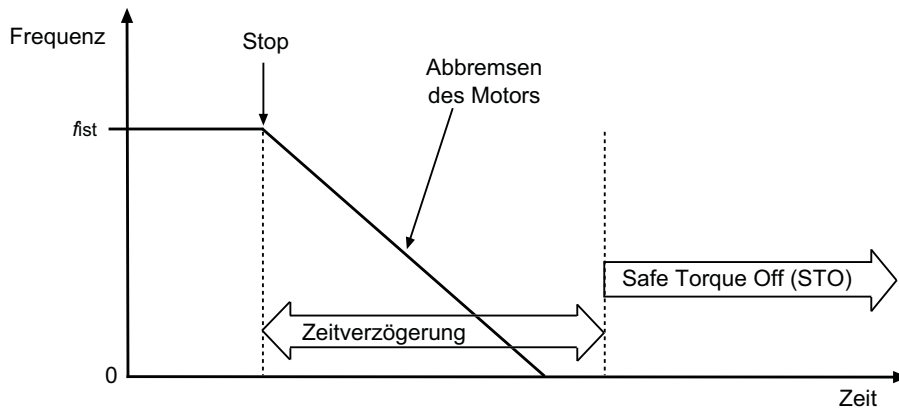 Frequenz
Stop
Abbremsen
des Motors
fist
Safe Torque Off (STO)
Zeitverzögerung
0
Zeit